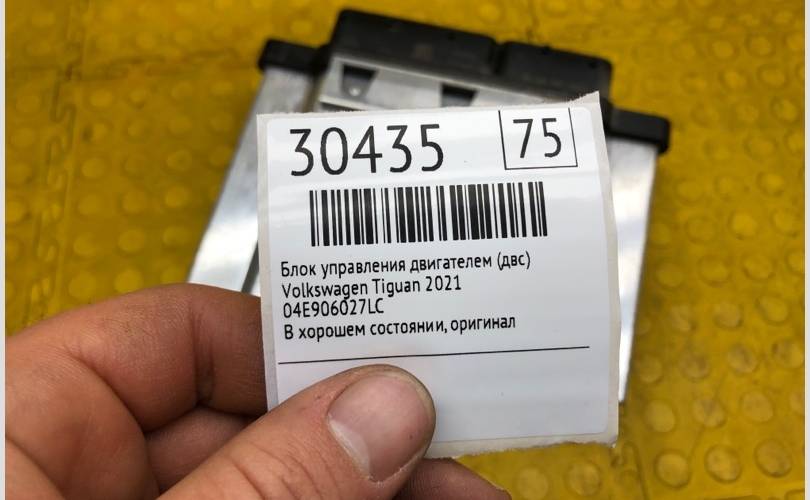 30435 75
Блок управления двигателем (двс)
Volkswagen Tiguan 2021
04E906027LC
В хорошем состоянии, оригинал